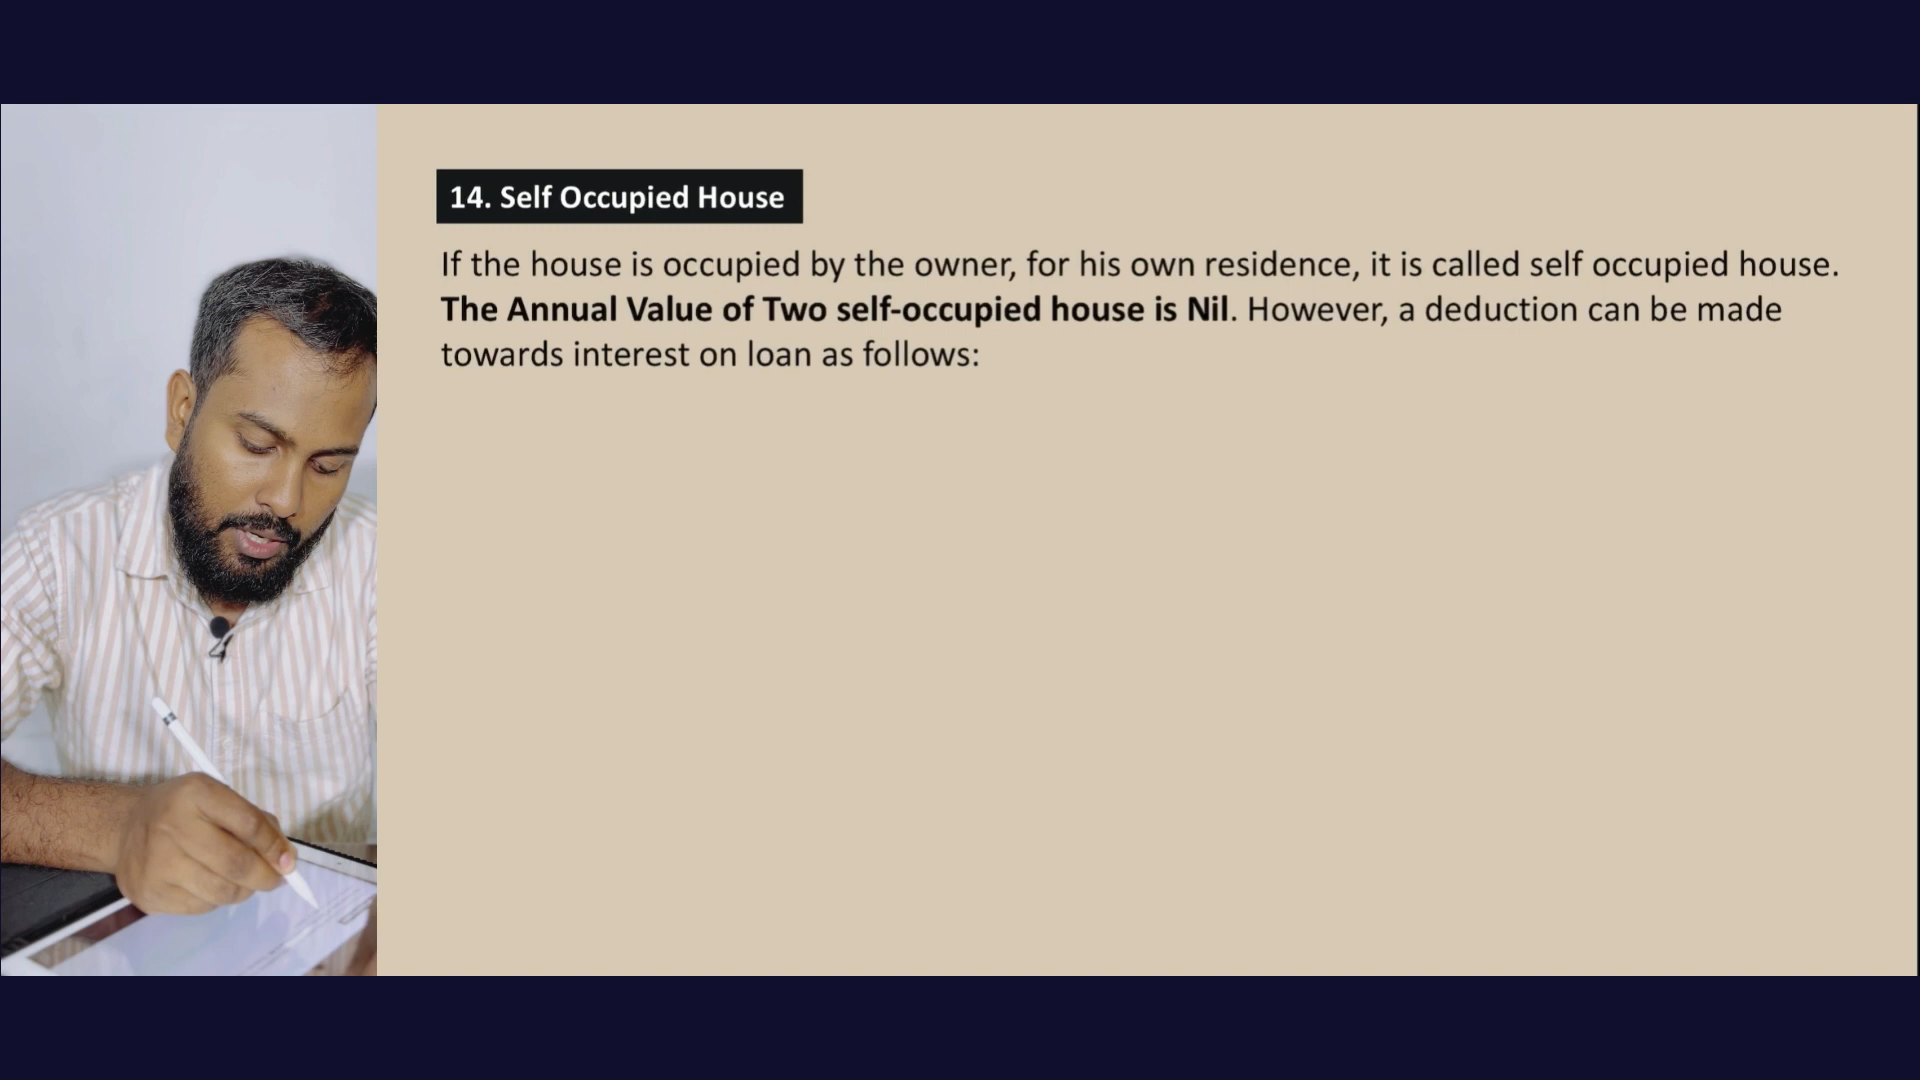 14. Self Occupied House
If the house is occupied by the owner, for his own residence, it is called self occupied house.
The Annual Value of Two self-occupied house is Nil. However, a deduction can be made
towards interest on loan as follows: